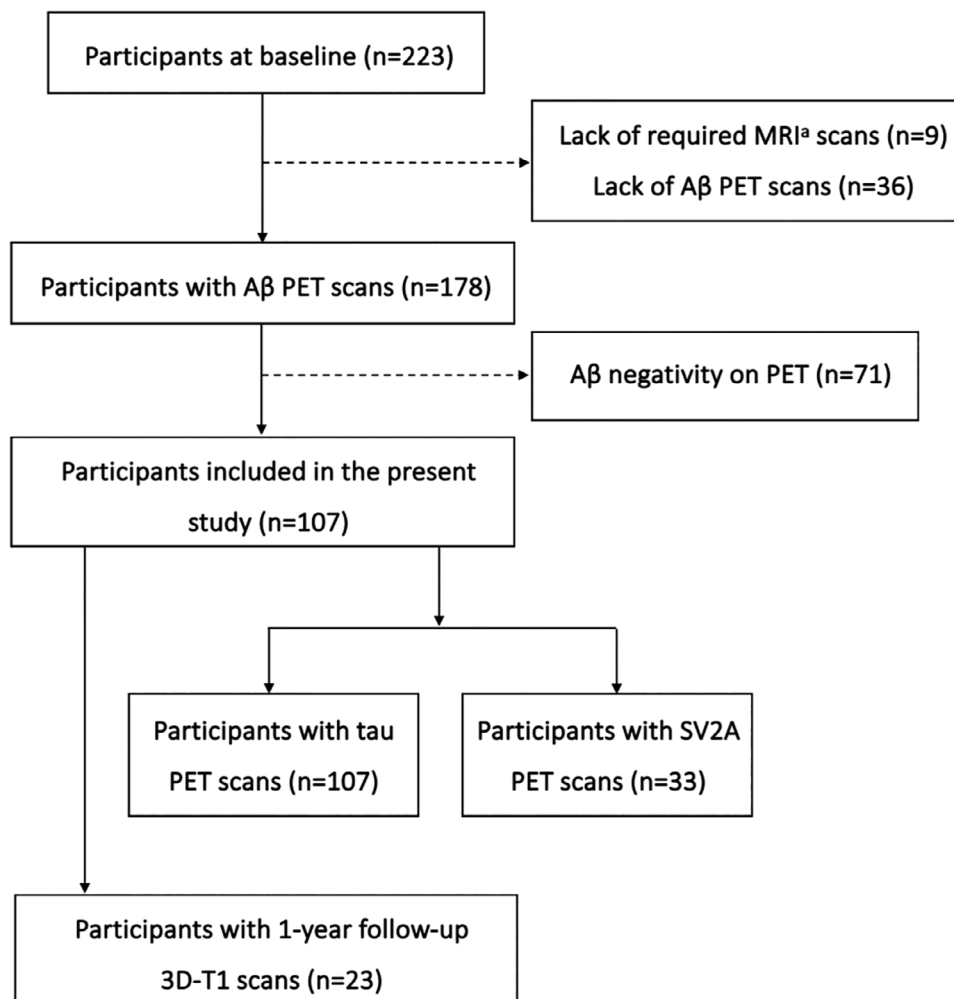 Participants at baseline (n=223)
Lack of required MRIᵃ scans (n=9)
Lack of Aβ PET scans (n=36)
Participants with Aβ PET scans (n=178)
Aβ negativity on PET (n=71)
Participants included in the present
study (n=107)
Participants with tau
PET scans (n=107)
Participants with SV2A
PET scans (n=33)
Participants with 1-year follow-up
3D-T1 scans (n=23)